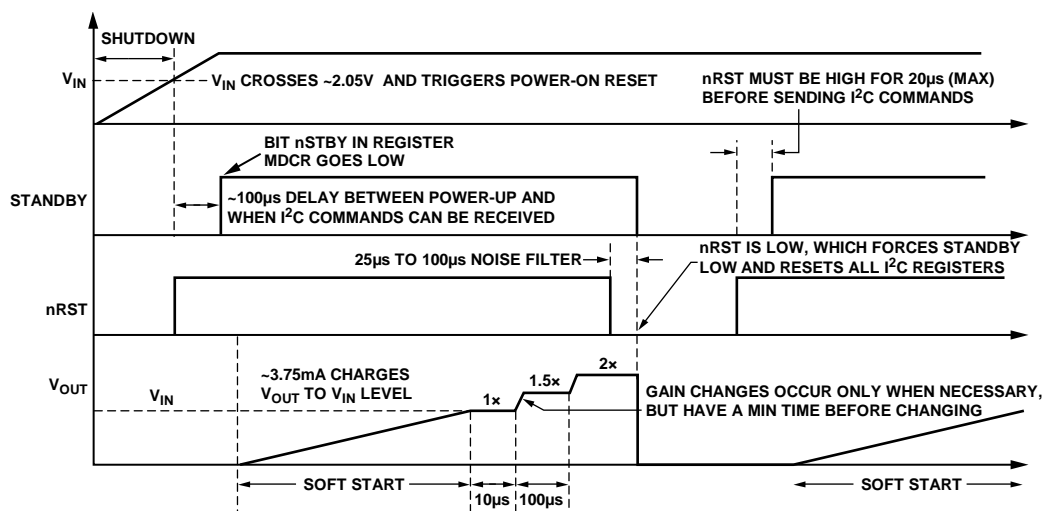 SHUTDOWN
V_IN
V_IN CROSSES ~2.05V AND TRIGGERS POWER-ON RESET
nRST MUST BE HIGH FOR 20µs (MAX)
BEFORE SENDING I²C COMMANDS
BIT nSTBY IN REGISTER
MDCR GOES LOW
STANDBY
~100µs DELAY BETWEEN POWER-UP AND
WHEN I²C COMMANDS CAN BE RECEIVED
25µs TO 100µs NOISE FILTER
nRST IS LOW, WHICH FORCES STANDBY
LOW AND RESETS ALL I²C REGISTERS
nRST
V_OUT
V_IN
~3.75mA CHARGES
V_OUT TO V_IN LEVEL
1×
1.5×
2×
GAIN CHANGES OCCUR ONLY WHEN NECESSARY,
BUT HAVE A MIN TIME BEFORE CHANGING
SOFT START
10µs
100µs
SOFT START